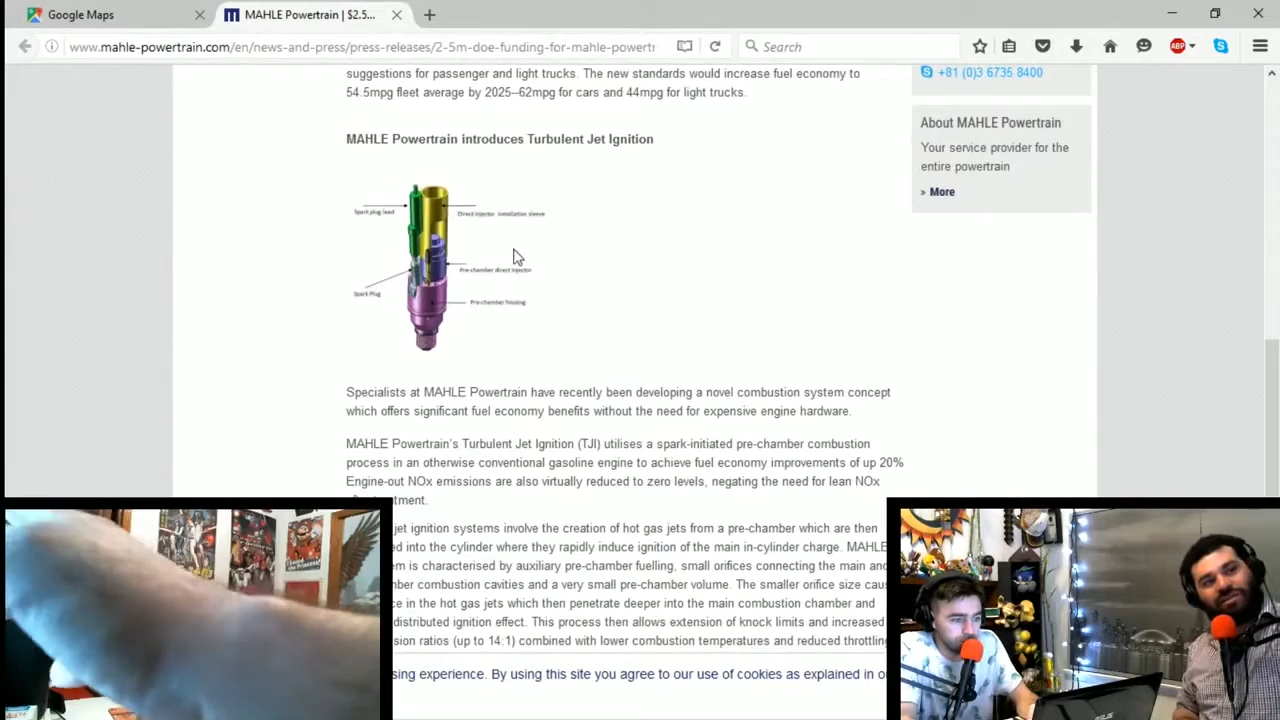 Google Maps
MAHLE Powertrain | $2.5...
www.mahle-powertrain.com/en/news-and-press/press-releases/2-5m-doe-funding-for-mahle-powertr
Search
ABP
suggestions for passenger and light trucks. The new standards would increase fuel economy to
54.5mpg fleet average by 2025--62mpg for cars and 44mpg for light trucks.
+81 (0)3 6735 8400
About MAHLE Powertrain
Your service provider for the
entire powertrain
» More
MAHLE Powertrain introduces Turbulent Jet Ignition
Spark plug lead
Direct injector installation sleeve
Pre-chamber direct injector
Spark Plug
Pre-chamber housing
Specialists at MAHLE Powertrain have recently been developing a novel combustion system concept
which offers significant fuel economy benefits without the need for expensive engine hardware.
MAHLE Powertrain's Turbulent Jet Ignition (TJI) utilises a spark-initiated pre-chamber combustion
process in an otherwise conventional gasoline engine to achieve fuel economy improvements of up 20%
Engine-out NOx emissions are also virtually reduced to zero levels, negating the need for lean NOx
tment.
jet ignition systems involve the creation of hot gas jets from a pre-chamber which are then
ed into the cylinder where they rapidly induce ignition of the main in-cylinder charge. MAHLE
em is characterised by auxiliary pre-chamber fuelling, small orifices connecting the main and
mber combustion cavities and a very small pre-chamber volume. The smaller orifice size cau
ce in the hot gas jets which then penetrate deeper into the main combustion chamber and
distributed ignition effect. This process then allows extension of knock limits and increased
sion ratios (up to 14:1) combined with lower combustion temperatures and reduced throttling
sing experience. By using this site you agree to our use of cookies as explained in o
ASUS